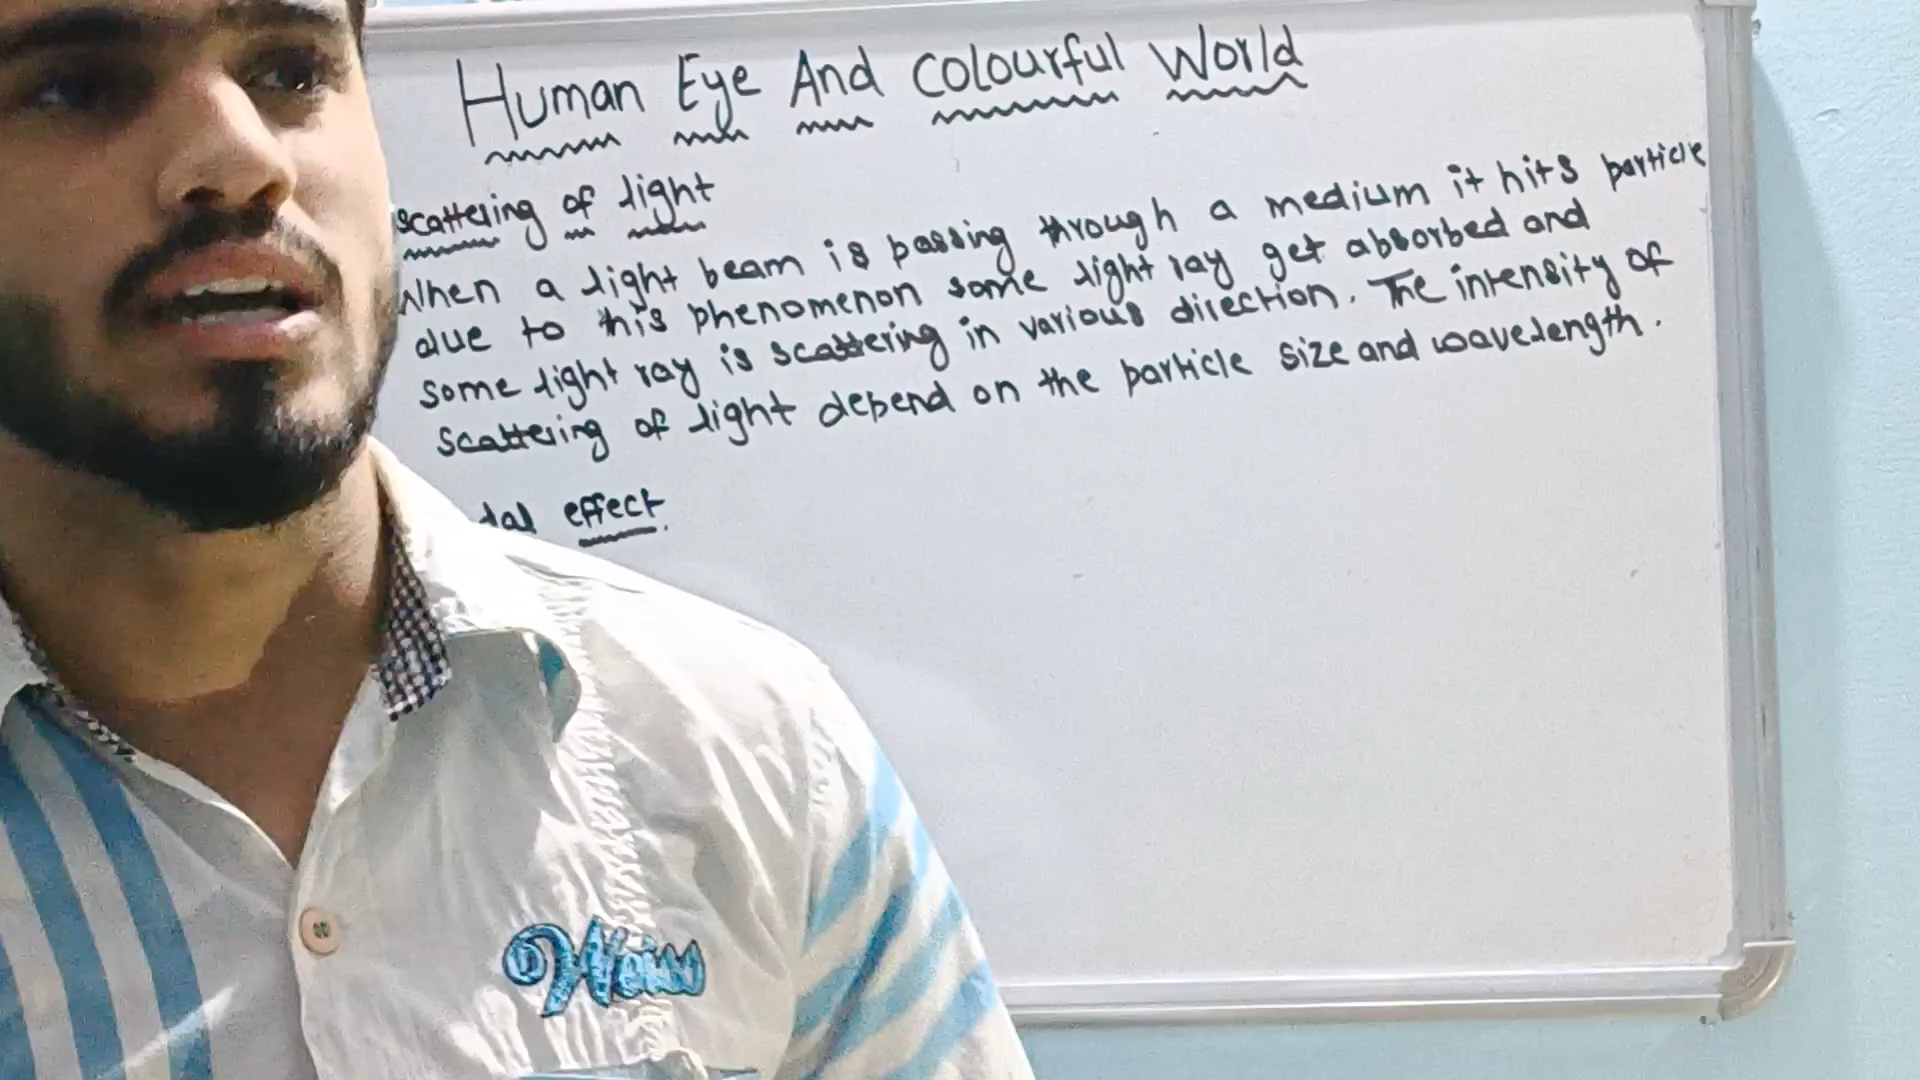 Human Eye And Colourful World
Scattering of light
When a light beam is passing through a medium it hits particle
due to this phenomenon some light ray get absorbed and
some light ray is scattering in various direction. The intensity of
scattering of light depend on the particle size and wavelength.
effect.